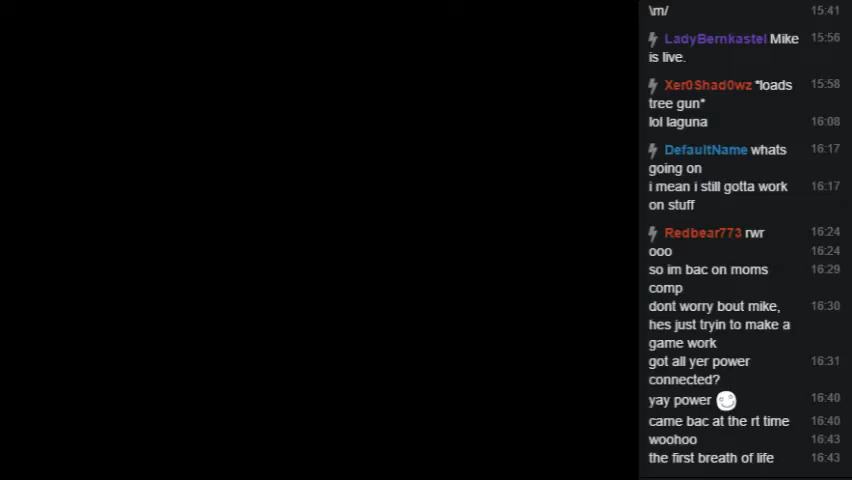 \m/ 15:41
LadyBernkastel Mike 15:56
is live.
Xer0Shad0wz *loads 15:58
tree gun*
lol laguna 16:08
DefaultName whats 16:17
going on
i mean i still gotta work 16:17
on stuff
Redbear773 rwr 16:24
ooo 16:24
so im bac on moms 16:29
comp
dont worry bout mike, 16:30
hes just tryin to make a
game work
got all yer power 16:31
connected?
yay power 16:40
came bac at the rt time 16:40
woohoo 16:43
the first breath of life 16:43